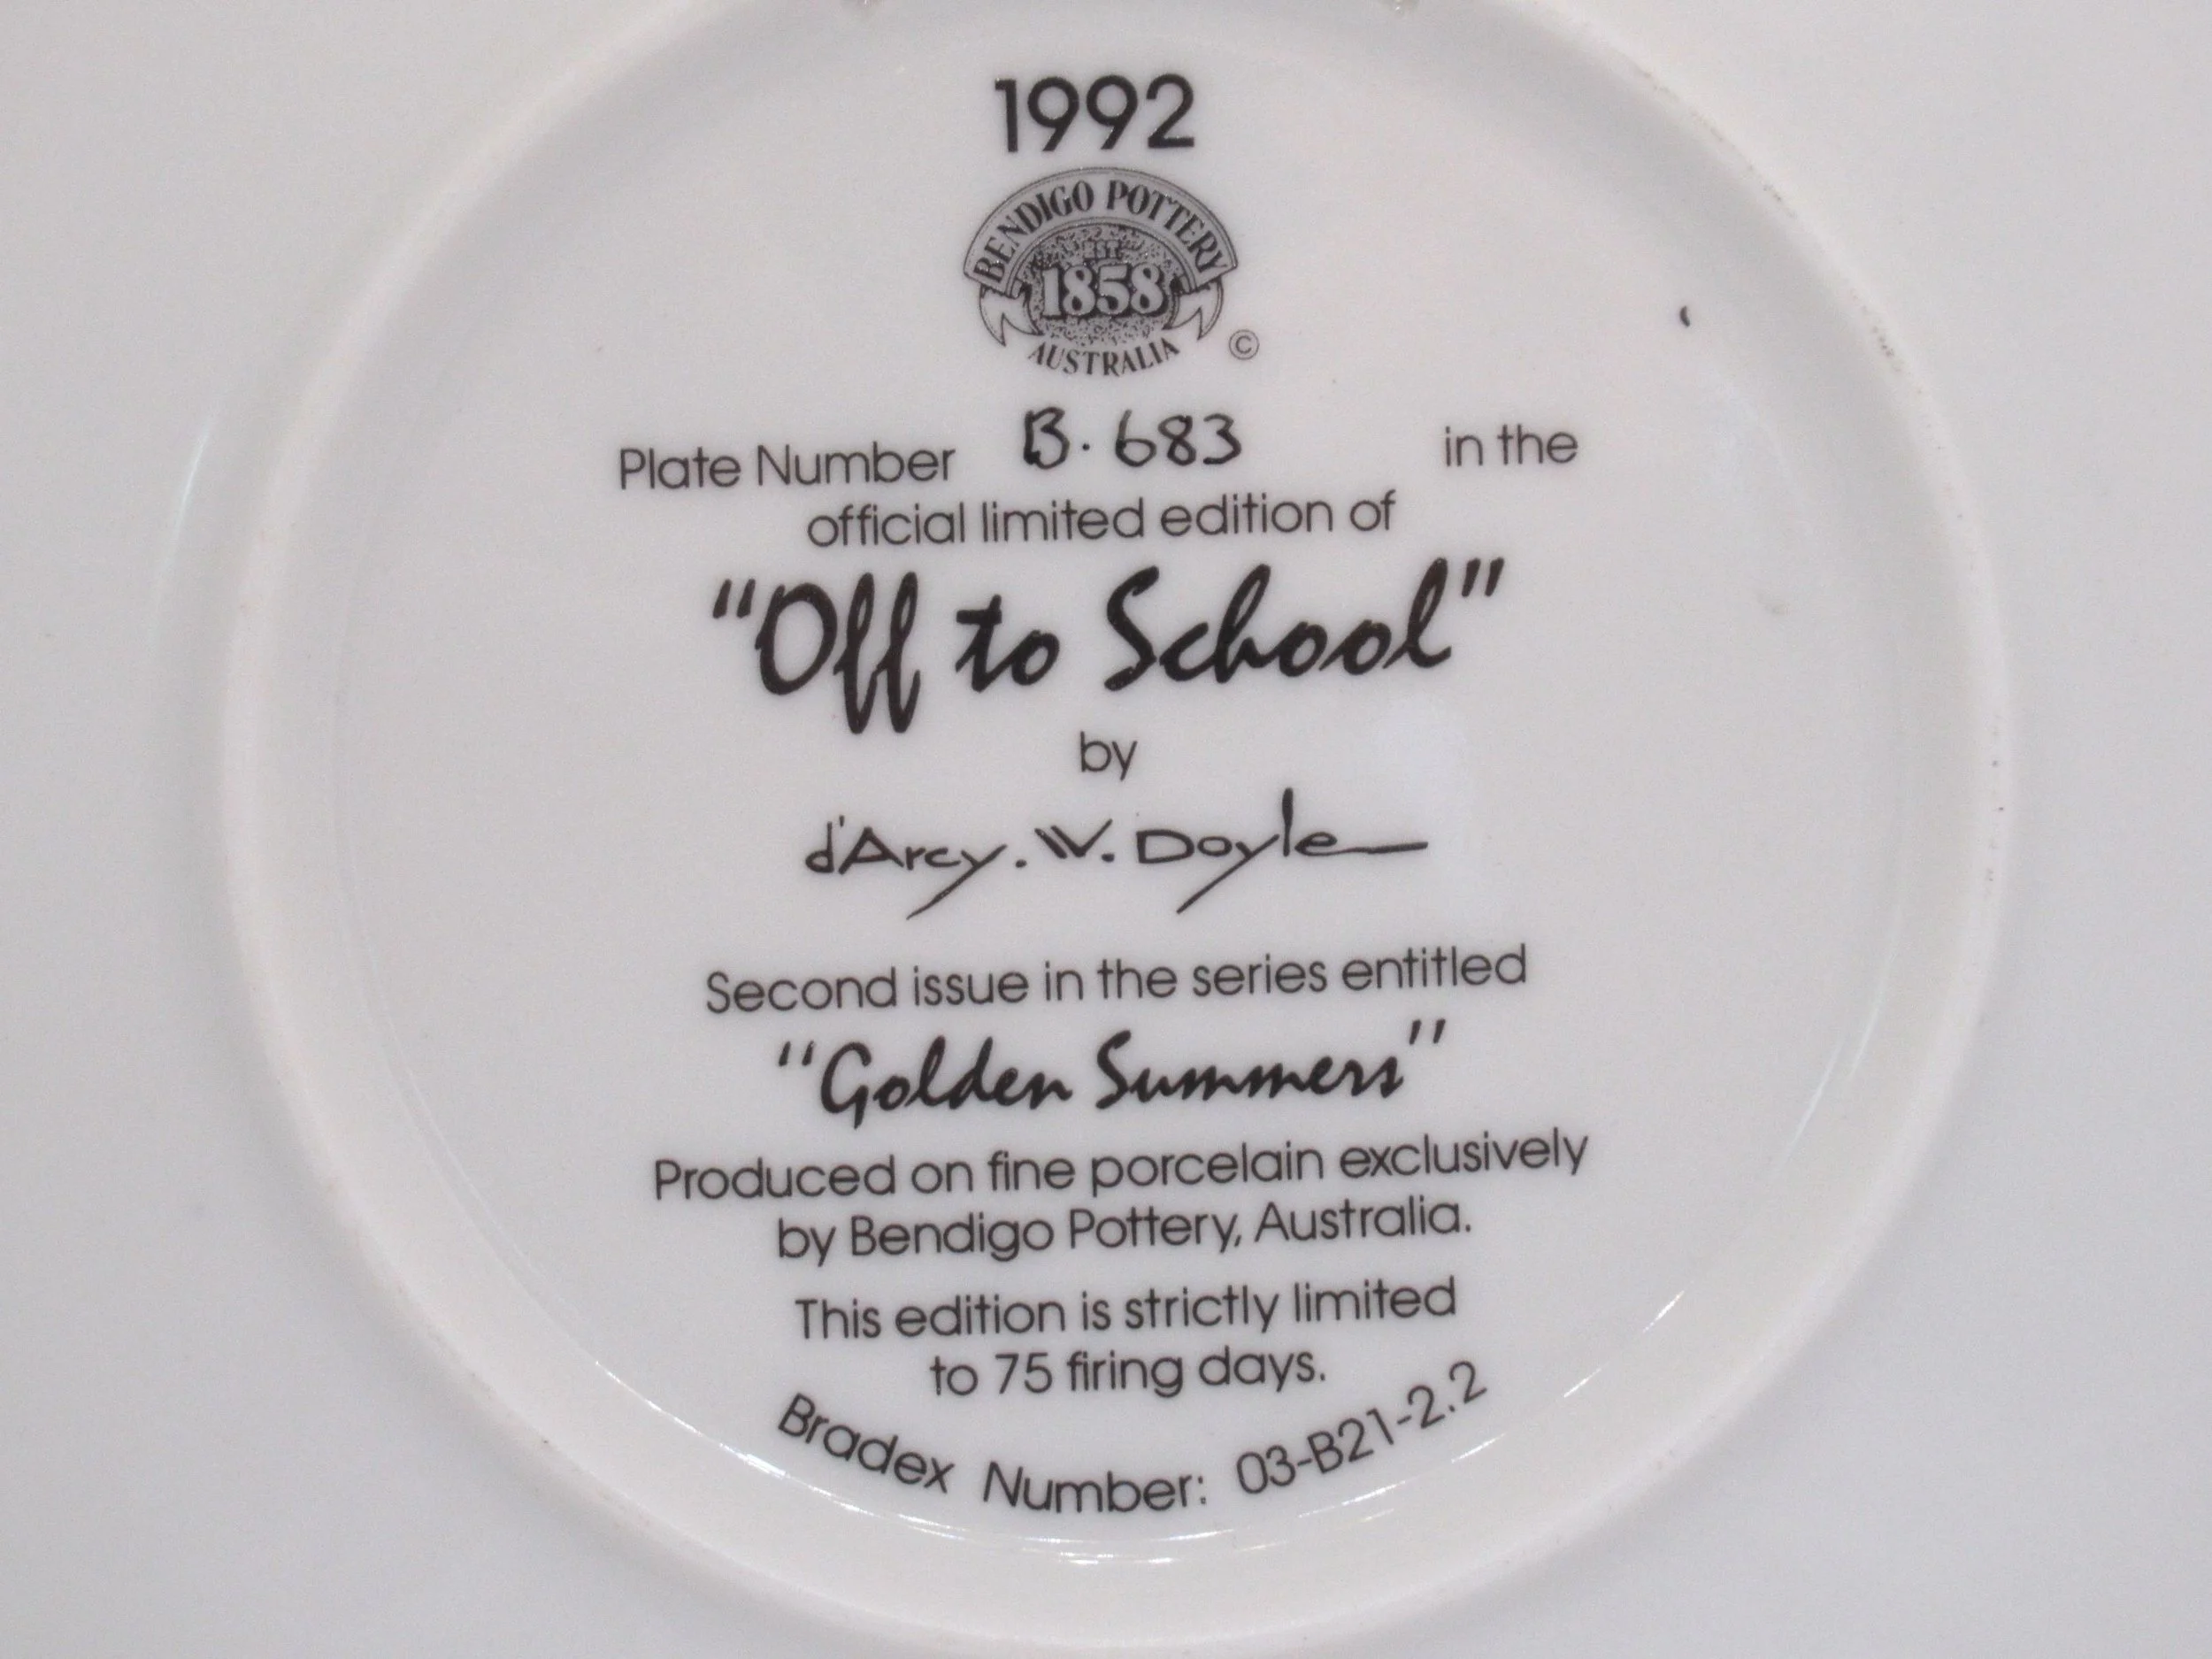 1992
BENDIGO POTTERY
EST.
1858
AUSTRALIA ©
Plate Number B. 683 in the
official limited edition of
"Off to School"
by
d'Arcy. W. Doyle
Second issue in the series entitled
"Golden Summers"
Produced on fine porcelain exclusively
by Bendigo Pottery, Australia.
This edition is strictly limited
to 75 firing days.
Bradex Number: 03-B21-2.2